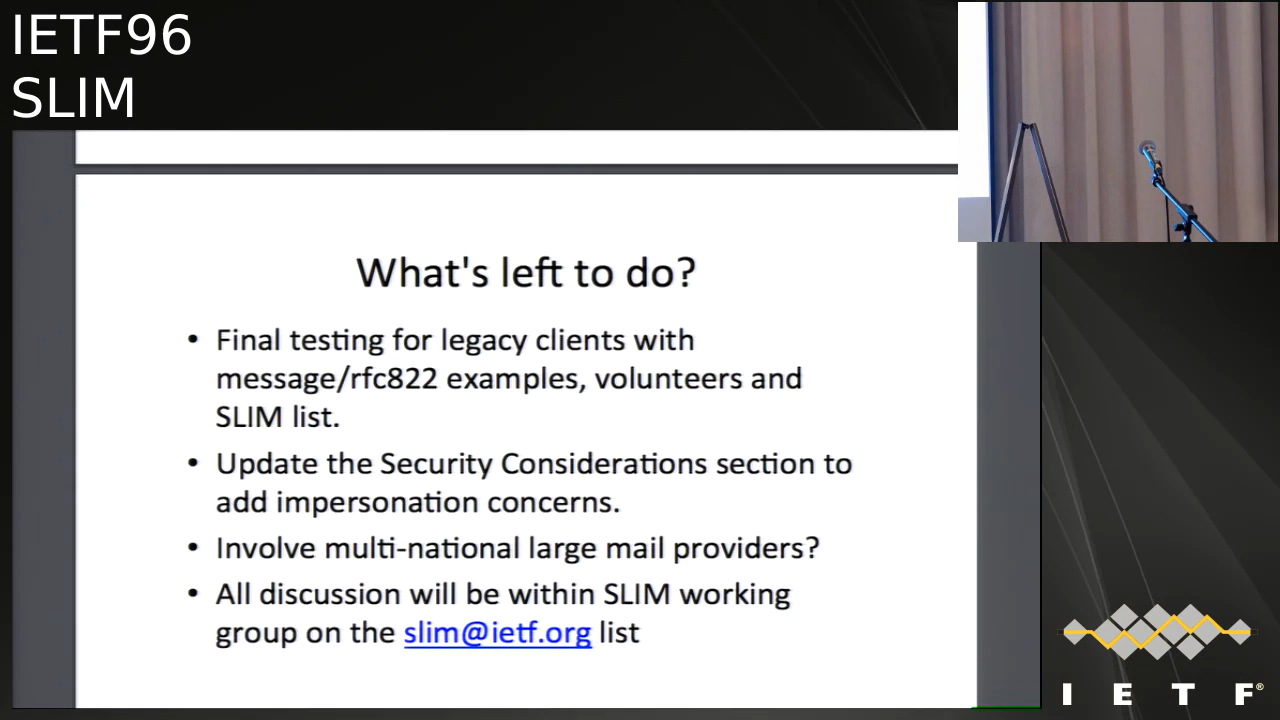 IETF96
SLIM
What's left to do?
• Final testing for legacy clients with
message/rfc822 examples, volunteers and
SLIM list.
• Update the Security Considerations section to
add impersonation concerns.
• Involve multi-national large mail providers?
• All discussion will be within SLIM working
group on the slim@ietf.org list
I E T F®